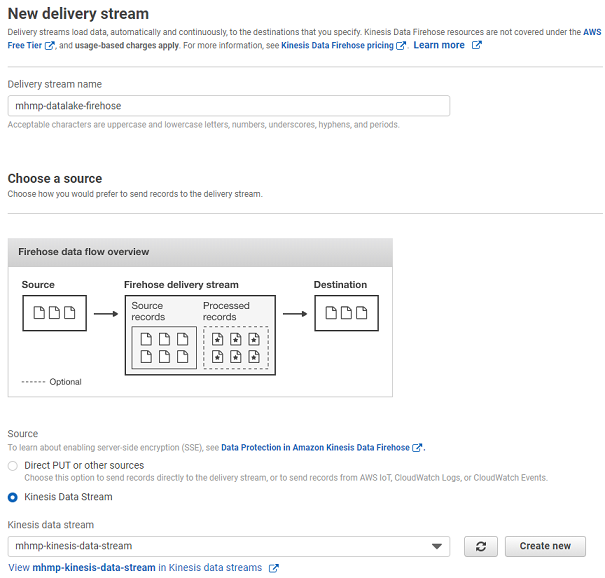 New delivery stream
Delivery streams load data, automatically and continuously, to the destinations that you specify. Kinesis Data Firehose resources are not covered under the AWS
Free Tier, and usage-based charges apply. For more information, see Kinesis Data Firehose pricing. Learn more
Delivery stream name
mhmp-datalake-firehose
Acceptable characters are uppercase and lowercase letters, numbers, underscores, hyphens, and periods.
Choose a source
Choose how you would prefer to send records to the delivery stream.
Firehose data flow overview
Source Firehose delivery stream Destination
Source Processed
records records
Optional
Source
To learn about enabling server-side encryption (SSE), see Data Protection in Amazon Kinesis Data Firehose.
Direct PUT or other sources
Choose this option to send records directly to the delivery stream, or to send records from AWS IoT, CloudWatch Logs, or CloudWatch Events.
Kinesis Data Stream
Kinesis data stream
mhmp-kinesis-data-stream Create new
View mhmp-kinesis-data-stream in Kinesis data streams